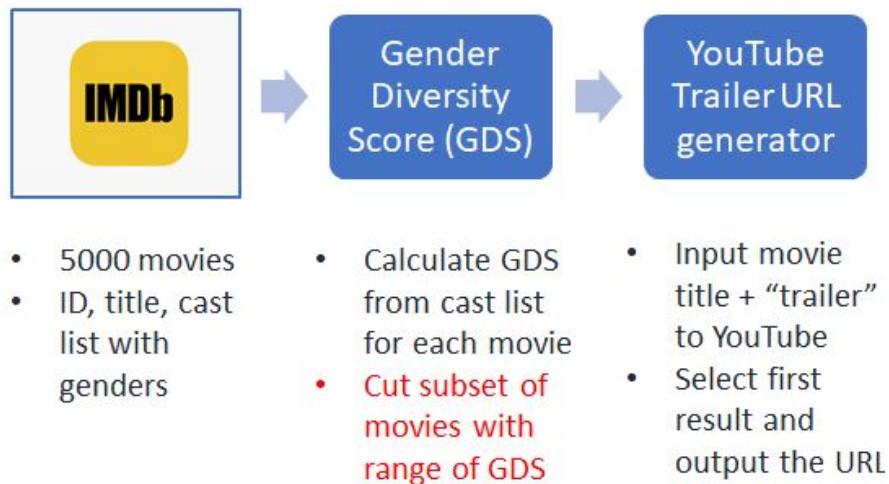 IMDb
Gender
Diversity
Score (GDS)
YouTube
Trailer URL
generator
• 5000 movies
• ID, title, cast
list with
genders
• Calculate GDS
from cast list
for each movie
• Cut subset of
movies with
range of GDS
• Input movie
title + “trailer”
to YouTube
• Select first
result and
output the URL